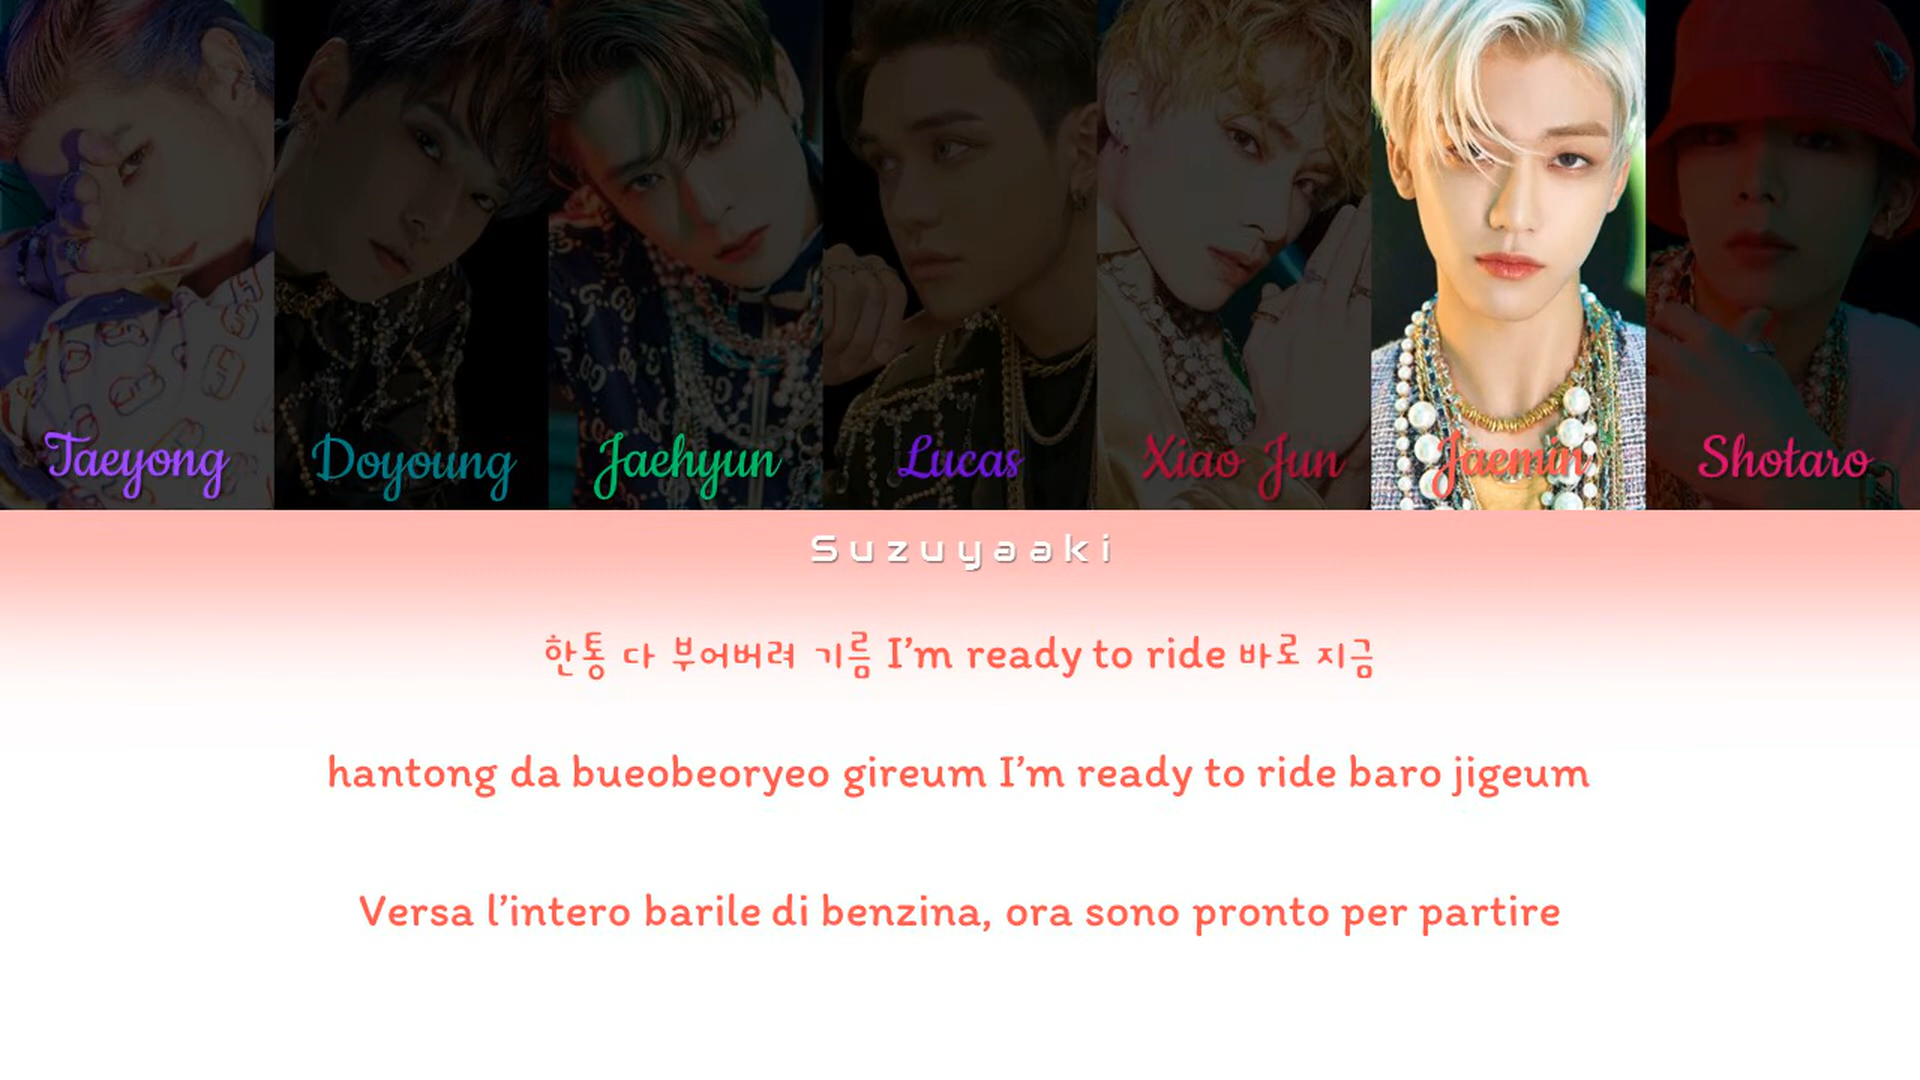 Taeyong Doyoung Jaehyun Lucas Xiao Jun Jaemin Shotaro
Suzuyaaki
한통 다 부어버려 기름 I'm ready to ride 바로 지금
hantong da bueobeoryeo gireum I'm ready to ride baro jigeum
Versa l'intero barile di benzina, ora sono pronto per partire